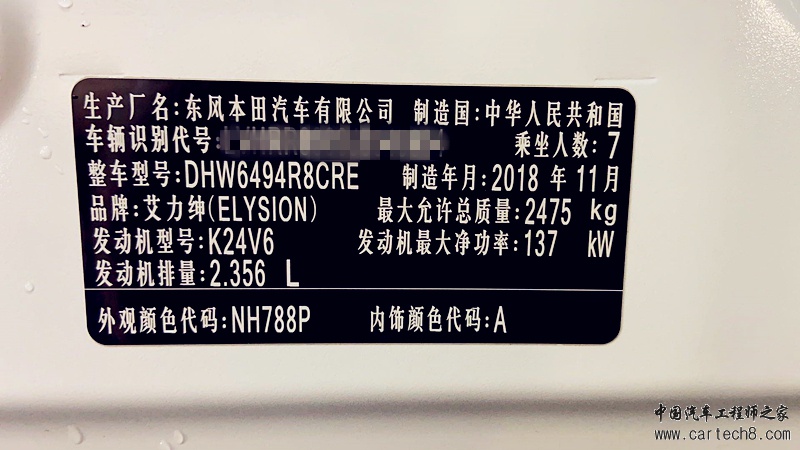 生产厂名:东风本田汽车有限公司 制造国:中华人民共和国
车辆识别代号: 乘坐人数:7
整车型号:DHW6494R8CRE 制造年月:2018 年 11月
品牌:艾力绅(ELYSION) 最大允许总质量:2475 kg
发动机型号:K24V6 发动机最大净功率:137 kW
发动机排量:2.356 L
外观颜色代码:NH788P 内饰颜色代码:A
中国汽车工程师之家
www.cartech8.com